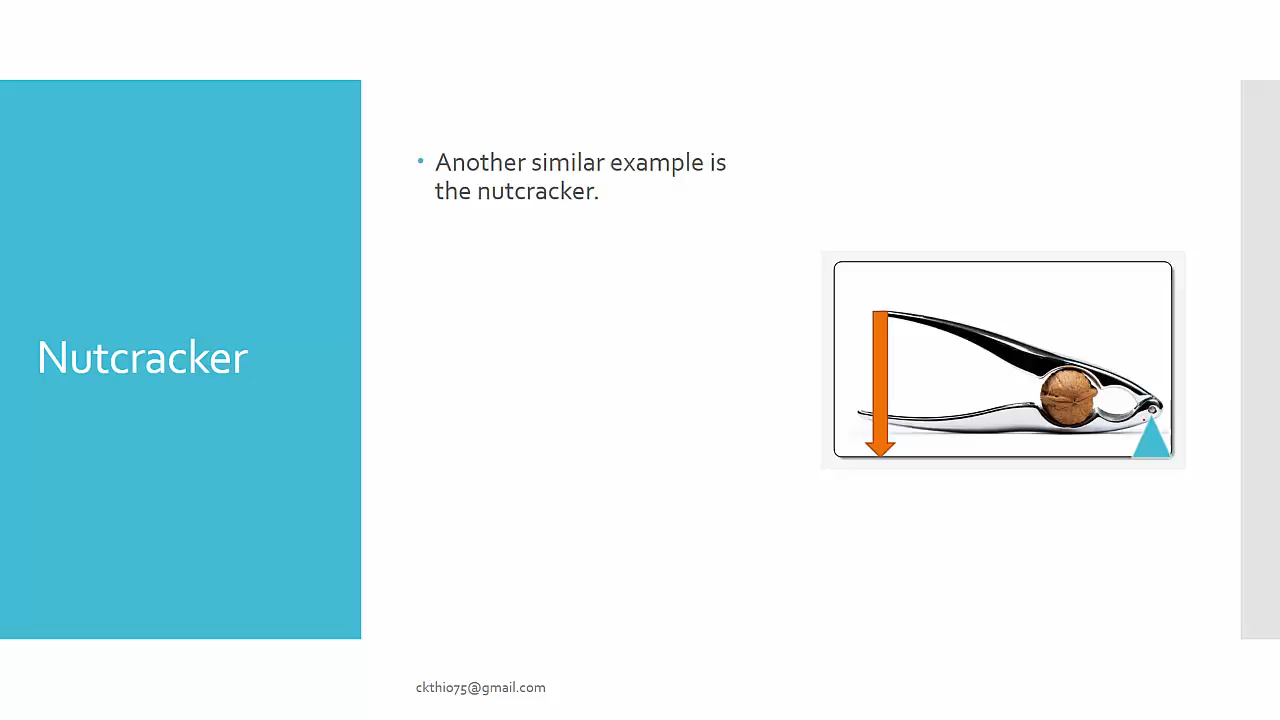 Another similar example is
the nutcracker.
Nutcracker
ckthio75@gmail.com